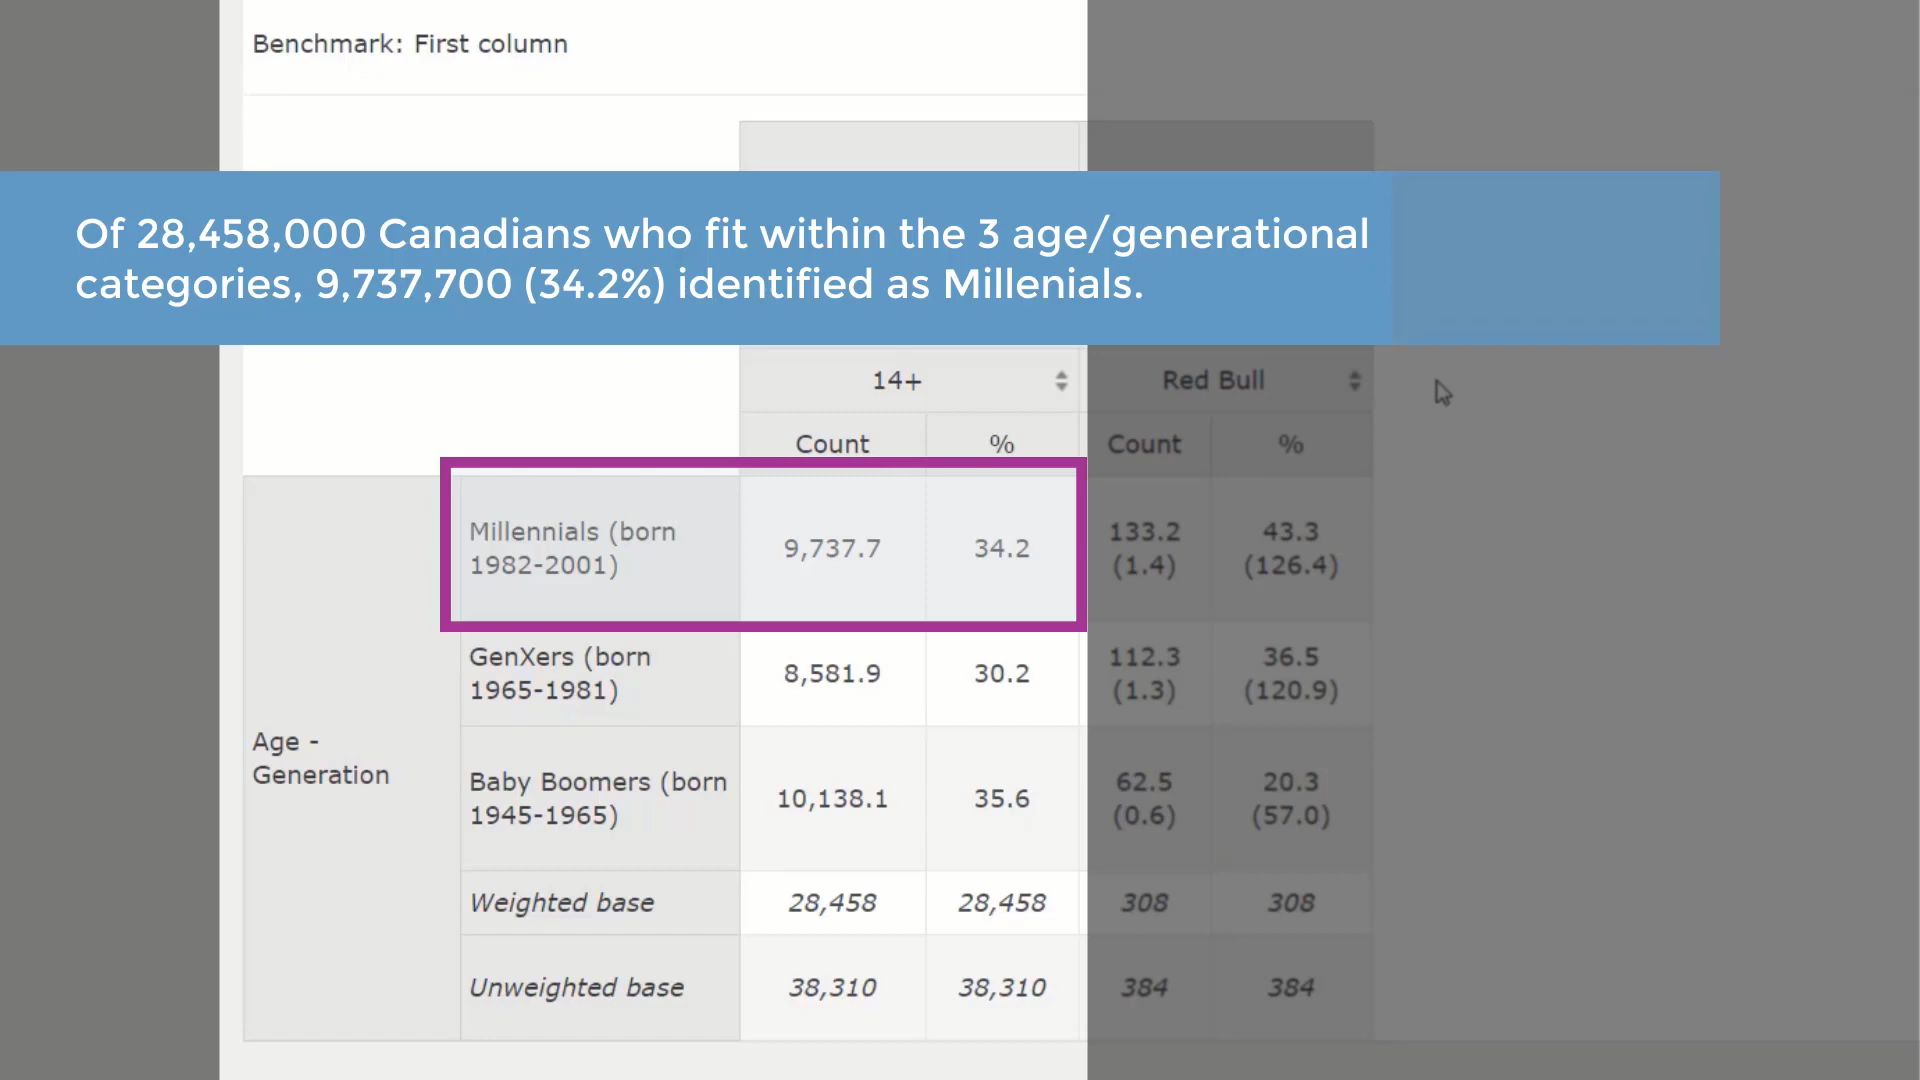 Benchmark: First column
Of 28,458,000 Canadians who fit within the 3 age/generational
categories, 9,737,700 (34.2%) identified as Millenials.
14+ Red Bull
Count % Count %
Age -
Generation
Millennials (born
1982-2001)
9,737.7 34.2
133.2
(1.4)
43.3
(126.4)
GenXers (born
1965-1981)
8,581.9 30.2
112.3
(1.3)
36.5
(120.9)
Baby Boomers (born
1945-1965)
10,138.1 35.6
62.5
(0.6)
20.3
(57.0)
Weighted base 28,458 28,458 308 308
Unweighted base 38,310 38,310 384 384